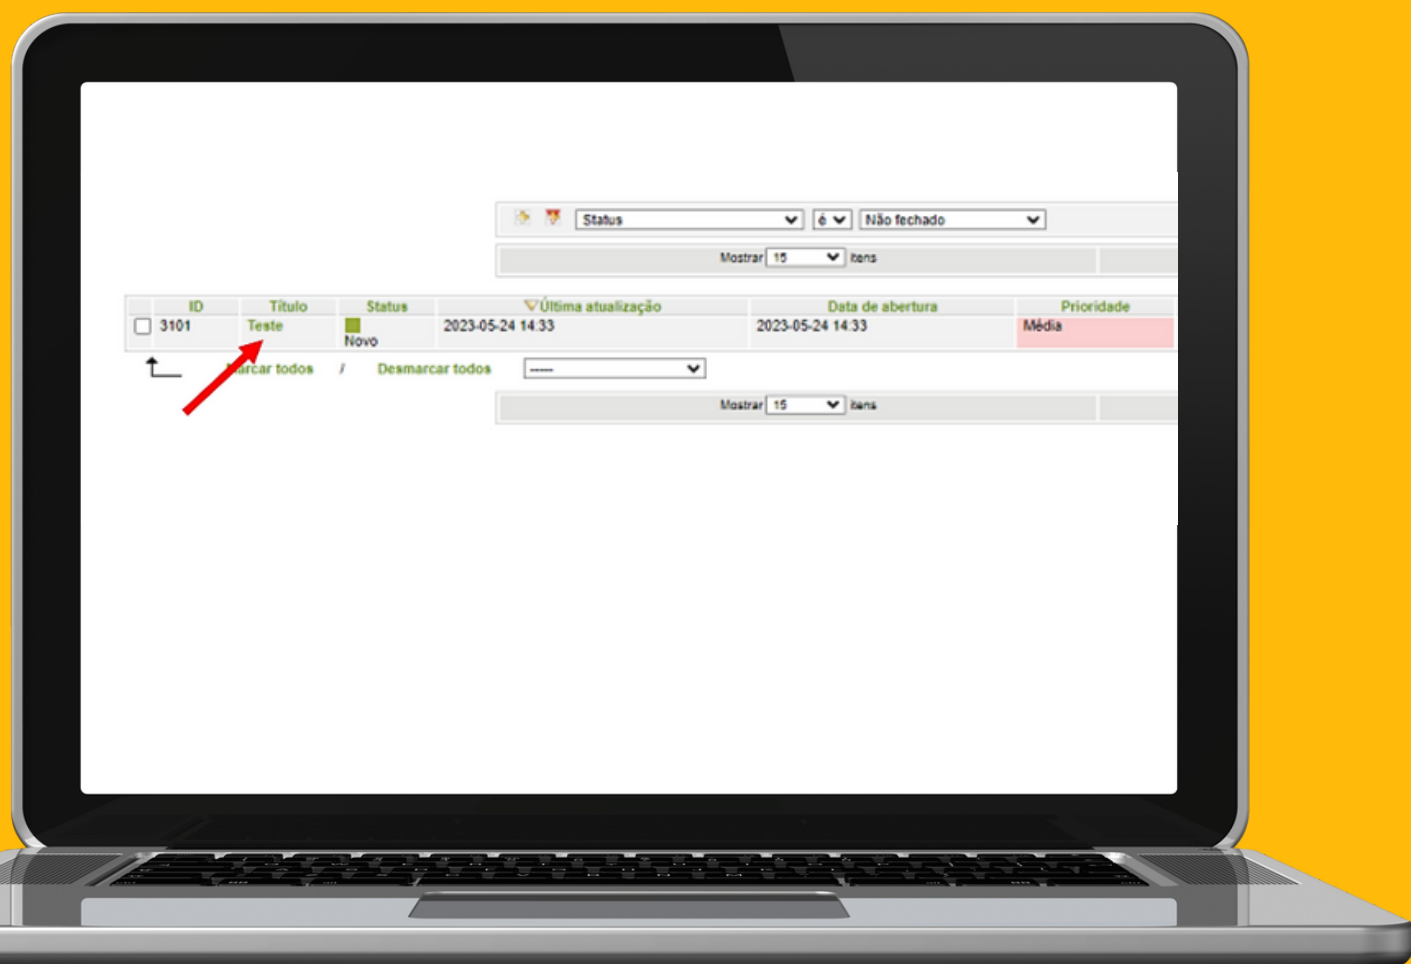 Status é Não fechado
Mostrar 15 itens
ID Título Status Última atualização Data de abertura Prioridade
3101 Teste Novo 2023-05-24 14:33 2023-05-24 14:33 Média
Marcar todos / Desmarcar todos -----
Mostrar 15 itens